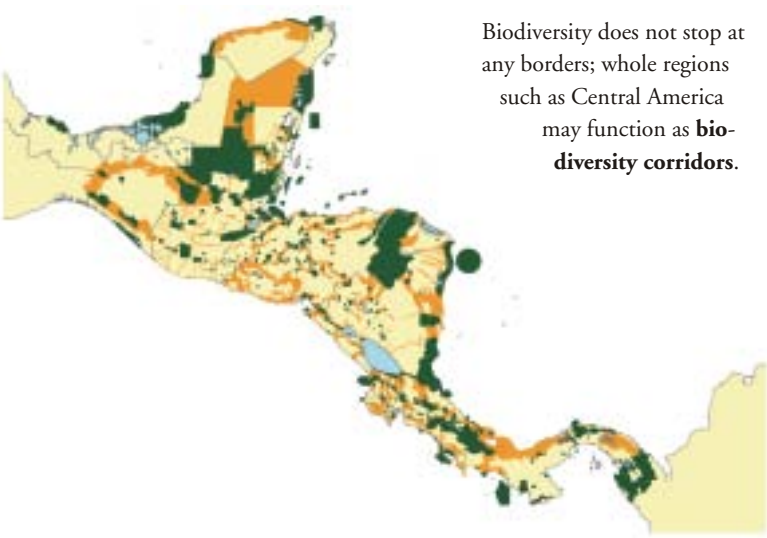 Biodiversity does not stop at
any borders; whole regions
such as Central America
may function as bio-
diversity corridors.